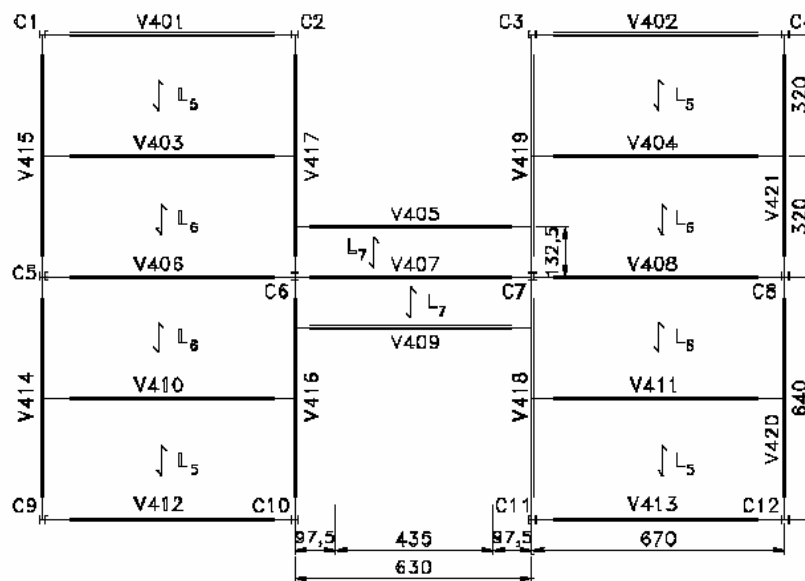 C1 V401 C2 C3 V402 C4
L5 L5 320
V415 V403 V417 V419 V404 V421
L6 V405 L6 320
L7 132,5
C5 V406 C6 V407 C7 V408 C8
L6 L7 L6
V409
V414 V410 V416 V418 V411 V420 640
L5 L5
C9 V412 C10 C11 V413 C12
97,5 435 97,5 670
630